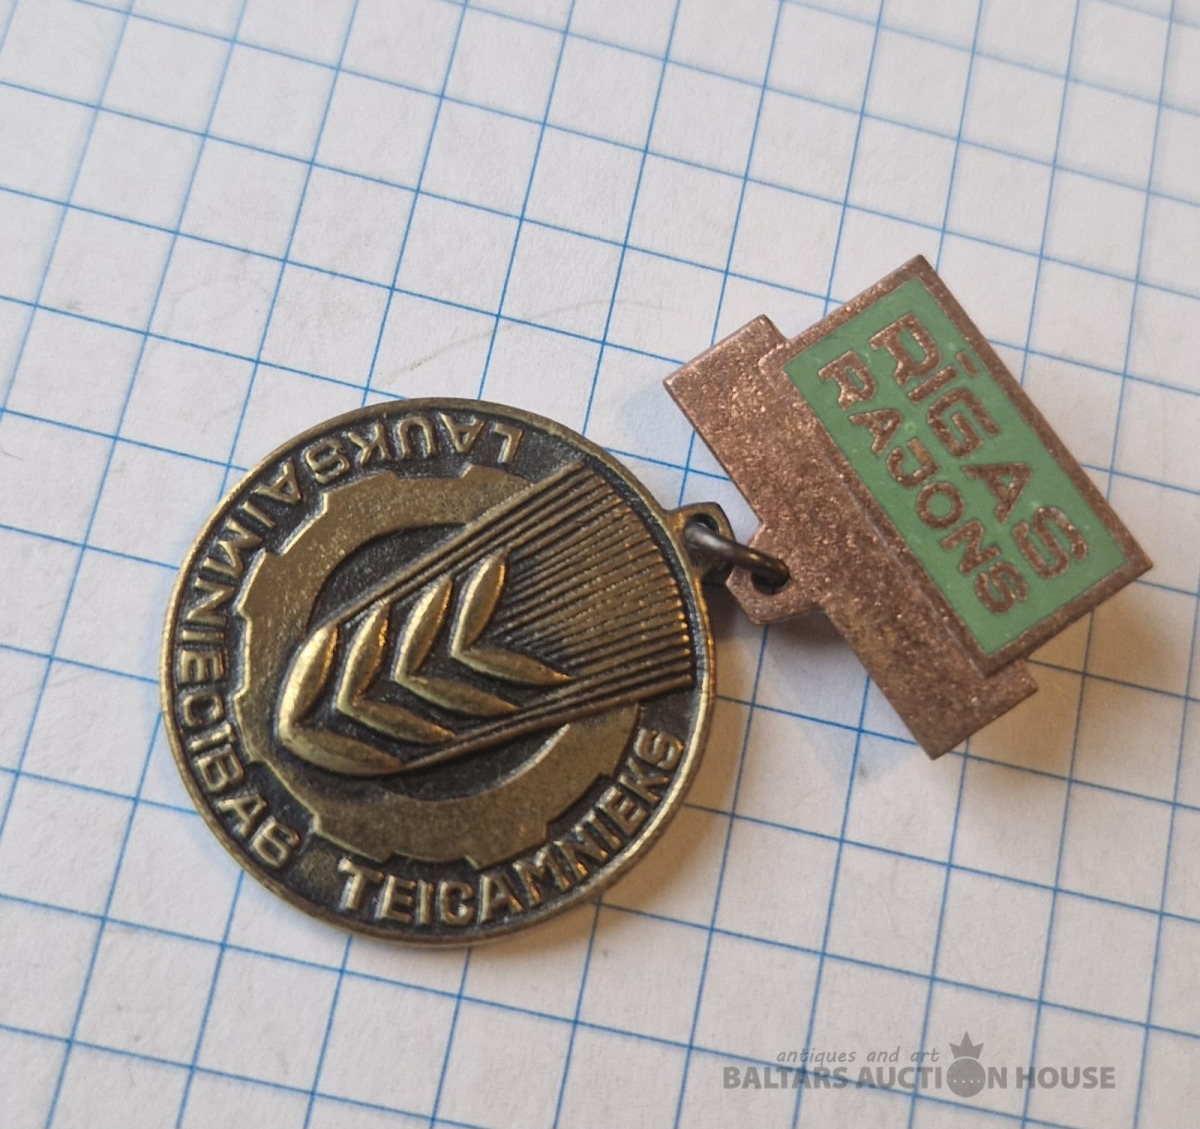 RĪGAS
RAJONS
LAUKSAIMNIECĪBAS TEICAMNIEKS
antiques and art
BALTARS AUCTION HOUSE